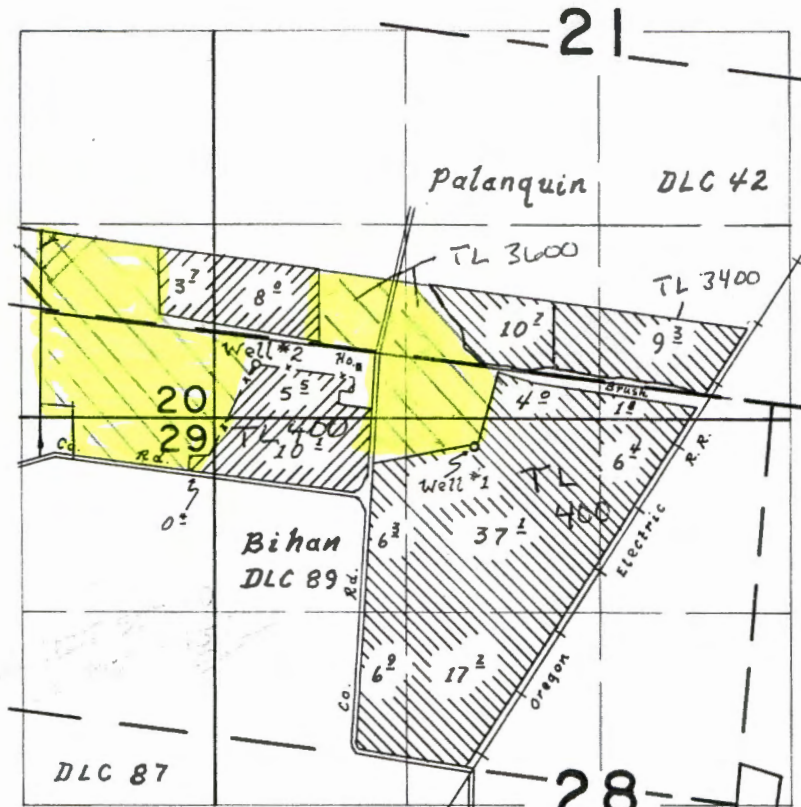 21
Palanquin DLC 42
TL 3600
TL 3400
3 7
8 0
10 2
9 3
Well #2
Ho.
Brush
5 5
4 0
1 8
20
29
TL 400
10
6 4
R.R.
Co. Rd.
Well #1
TL
400
0
6 3
37 1
Electric
Bihan
DLC 89
Rd.
6 9
17 2
Oregon
Co.
DLC 87
28